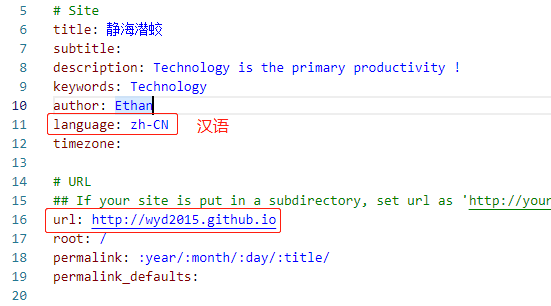 5 # Site
6 title: 静海潜蛟
7 subtitle:
8 description: Technology is the primary productivity !
9 keywords: Technology
10 author: Ethan
11 language: zh-CN 汉语
12 timezone:
13
14 # URL
15 ## If your site is put in a subdirectory, set url as 'http://your
16 url: http://wyd2015.github.io
17 root: /
18 permalink: :year/:month/:day/:title/
19 permalink_defaults:
20